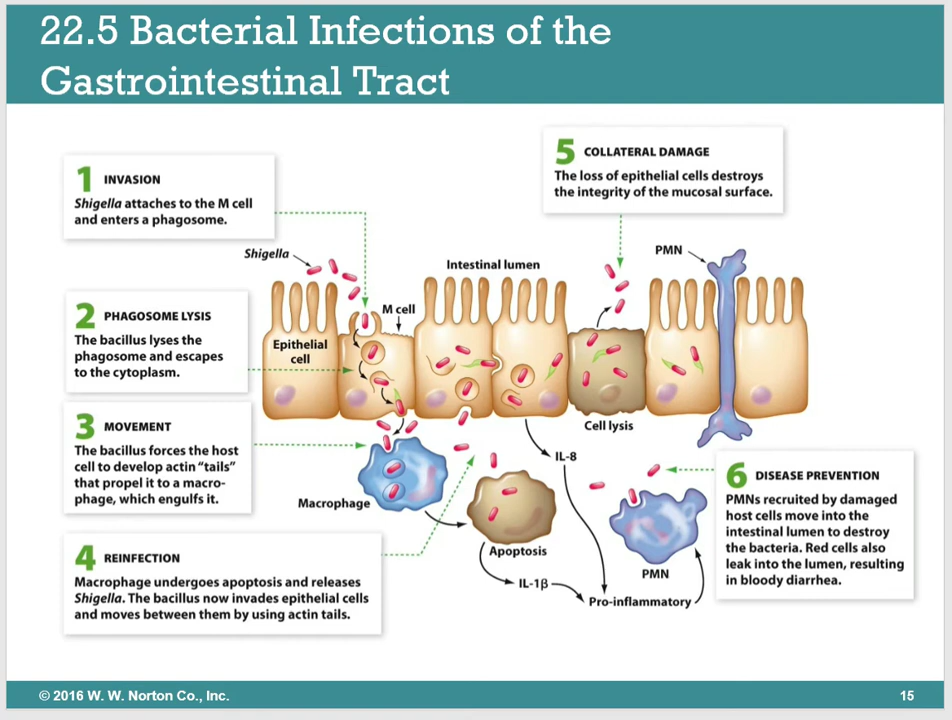 22.5 Bacterial Infections of the
Gastrointestinal Tract
1 INVASION
Shigella attaches to the M cell
and enters a phagosome.
2 PHAGOSOME LYSIS
The bacillus lyses the
phagosome and escapes
to the cytoplasm.
3 MOVEMENT
The bacillus forces the host
cell to develop actin “tails”
that propel it to a macro-
phage, which engulfs it.
4 REINFECTION
Macrophage undergoes apoptosis and releases
Shigella. The bacillus now invades epithelial cells
and moves between them by using actin tails.
5 COLLATERAL DAMAGE
The loss of epithelial cells destroys
the integrity of the mucosal surface.
6 DISEASE PREVENTION
PMNs recruited by damaged
host cells move into the
intestinal lumen to destroy
the bacteria. Red cells also
leak into the lumen, resulting
in bloody diarrhea.
Shigella
Intestinal lumen
PMN
M cell
Epithelial
cell
Cell lysis
IL-8
Macrophage
Apoptosis
PMN
IL-1β
Pro-inflammatory
© 2016 W. W. Norton Co., Inc.
15